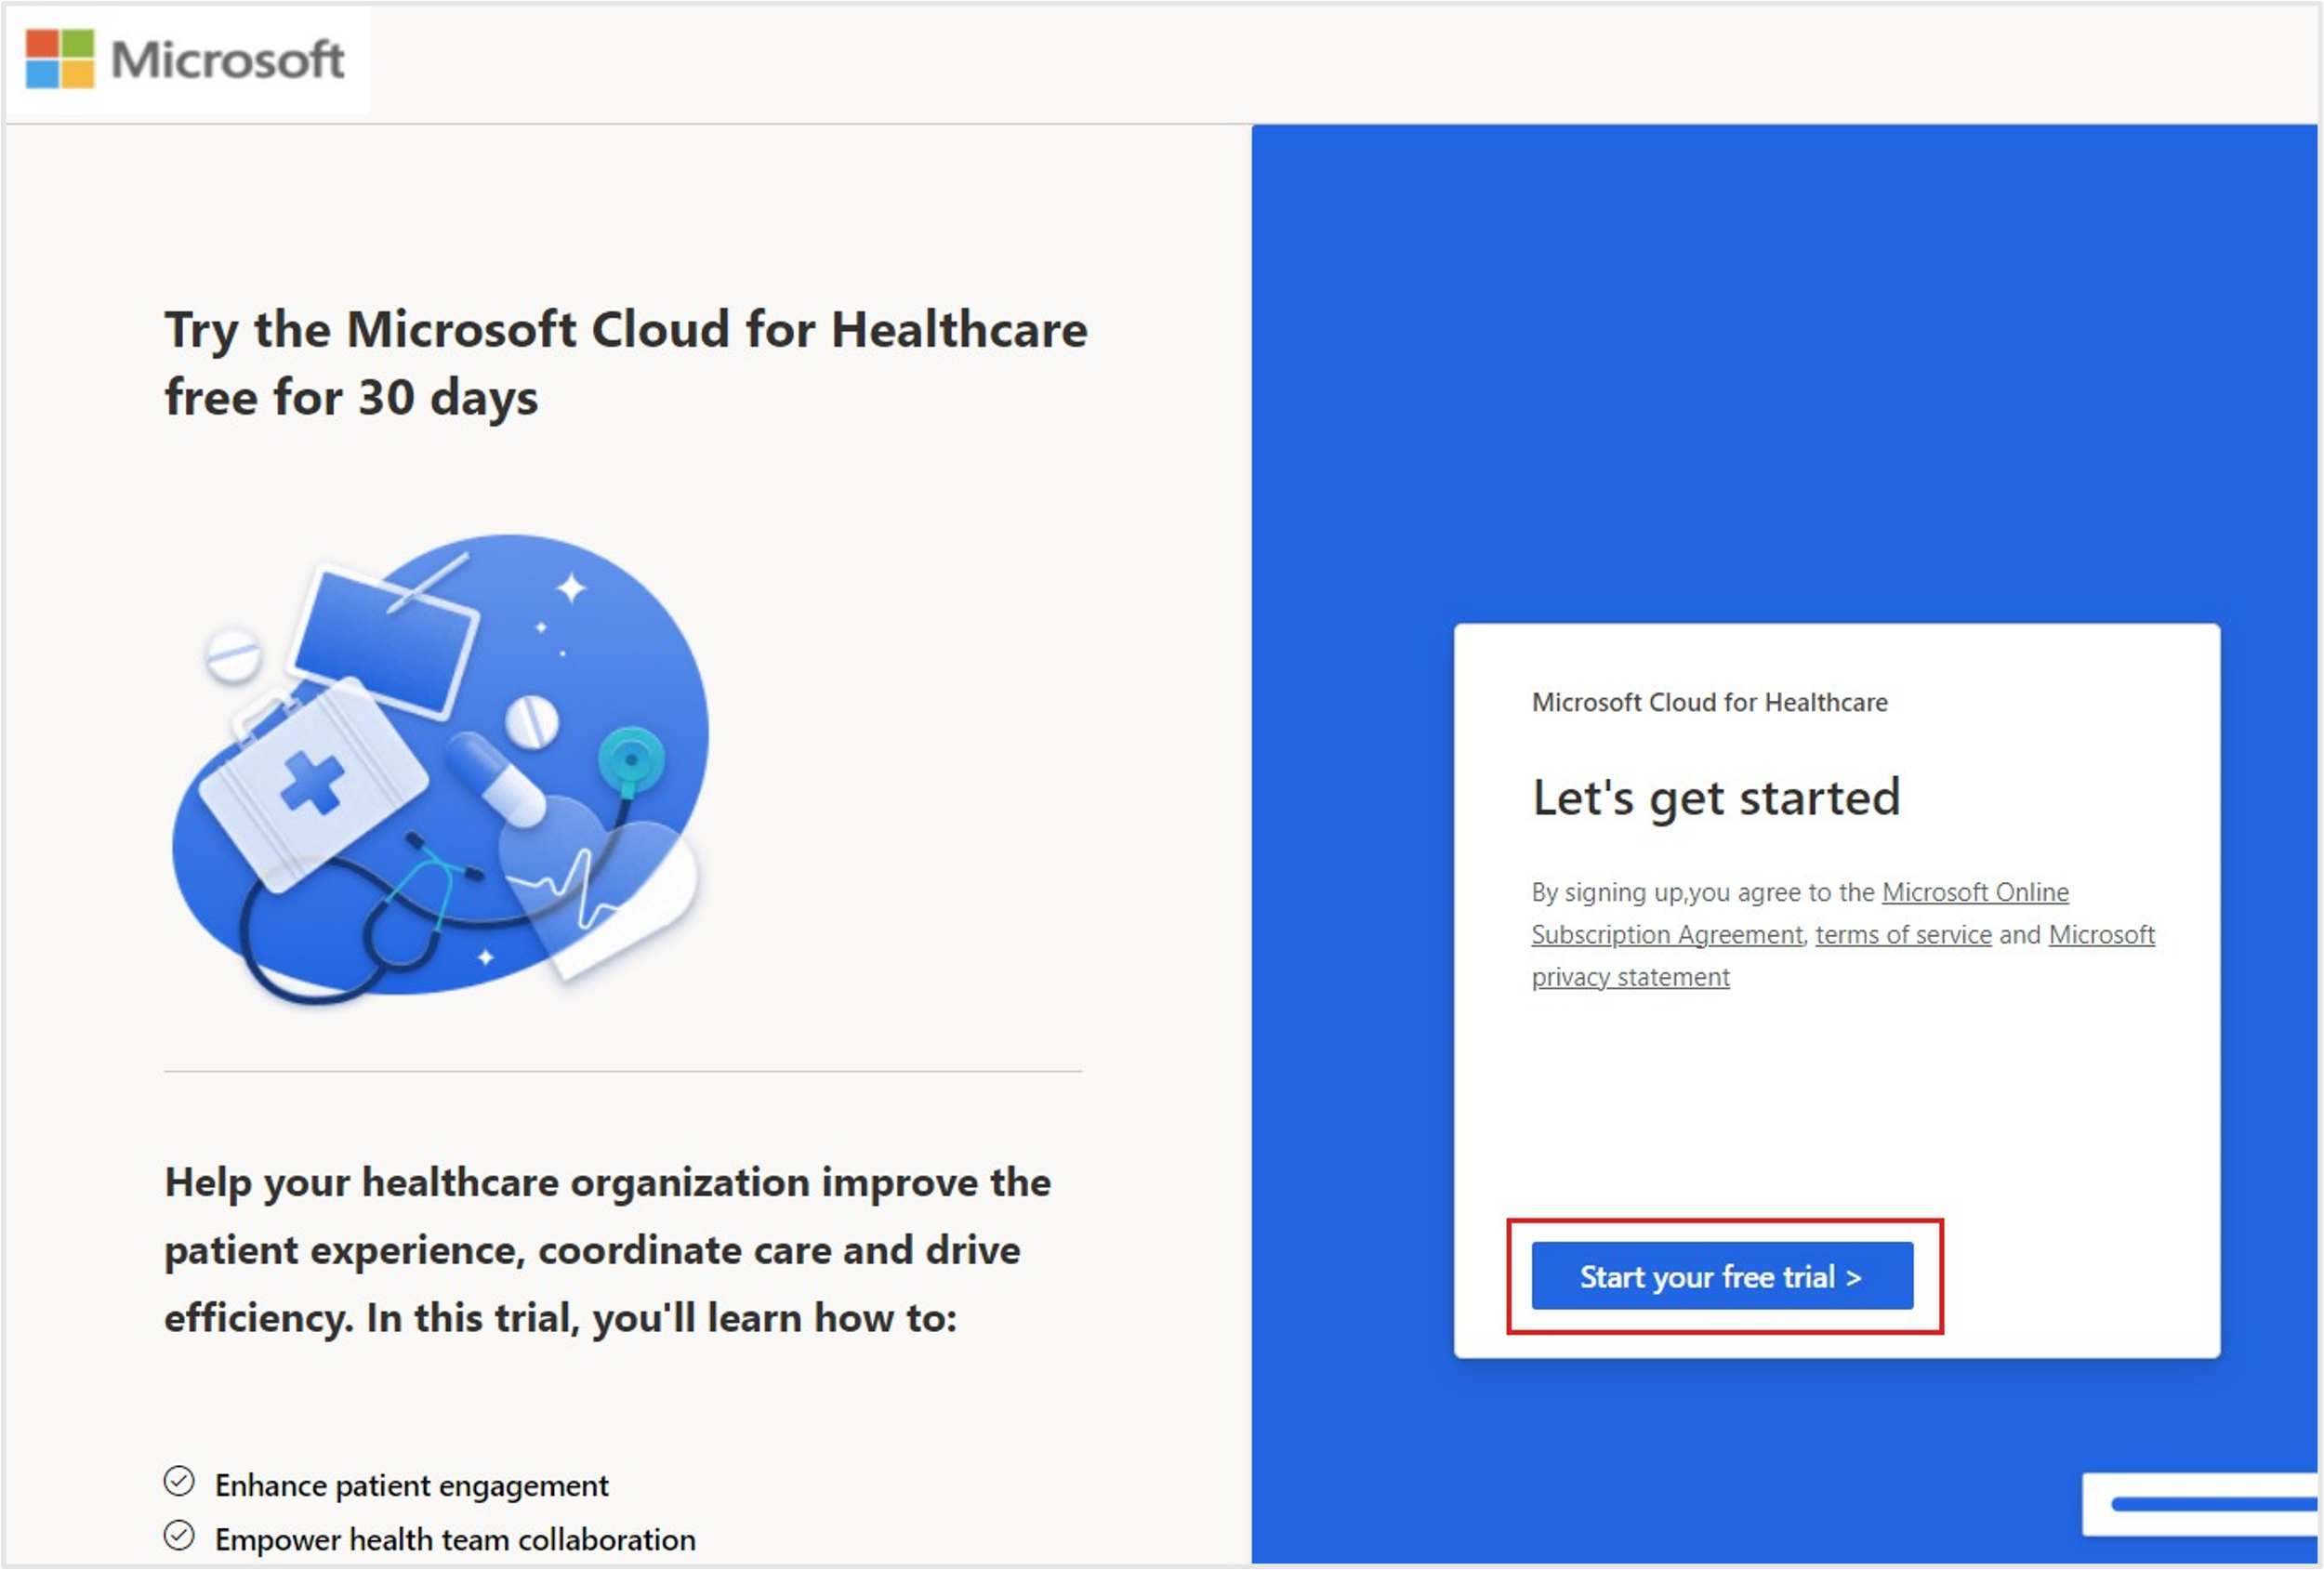 Microsoft
Try the Microsoft Cloud for Healthcare
free for 30 days
Help your healthcare organization improve the
patient experience, coordinate care and drive
efficiency. In this trial, you'll learn how to:
Enhance patient engagement
Empower health team collaboration
Microsoft Cloud for Healthcare
Let's get started
By signing up,you agree to the Microsoft Online
Subscription Agreement, terms of service and Microsoft
privacy statement
Start your free trial >